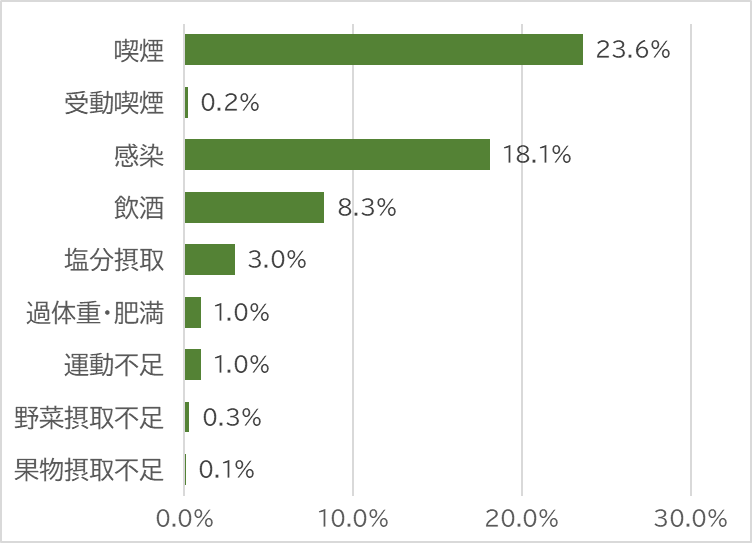 喫煙 23.6%
受動喫煙 0.2%
感染 18.1%
飲酒 8.3%
塩分摂取 3.0%
過体重・肥満 1.0%
運動不足 1.0%
野菜摂取不足 0.3%
果物摂取不足 0.1%
0.0% 10.0% 20.0% 30.0%